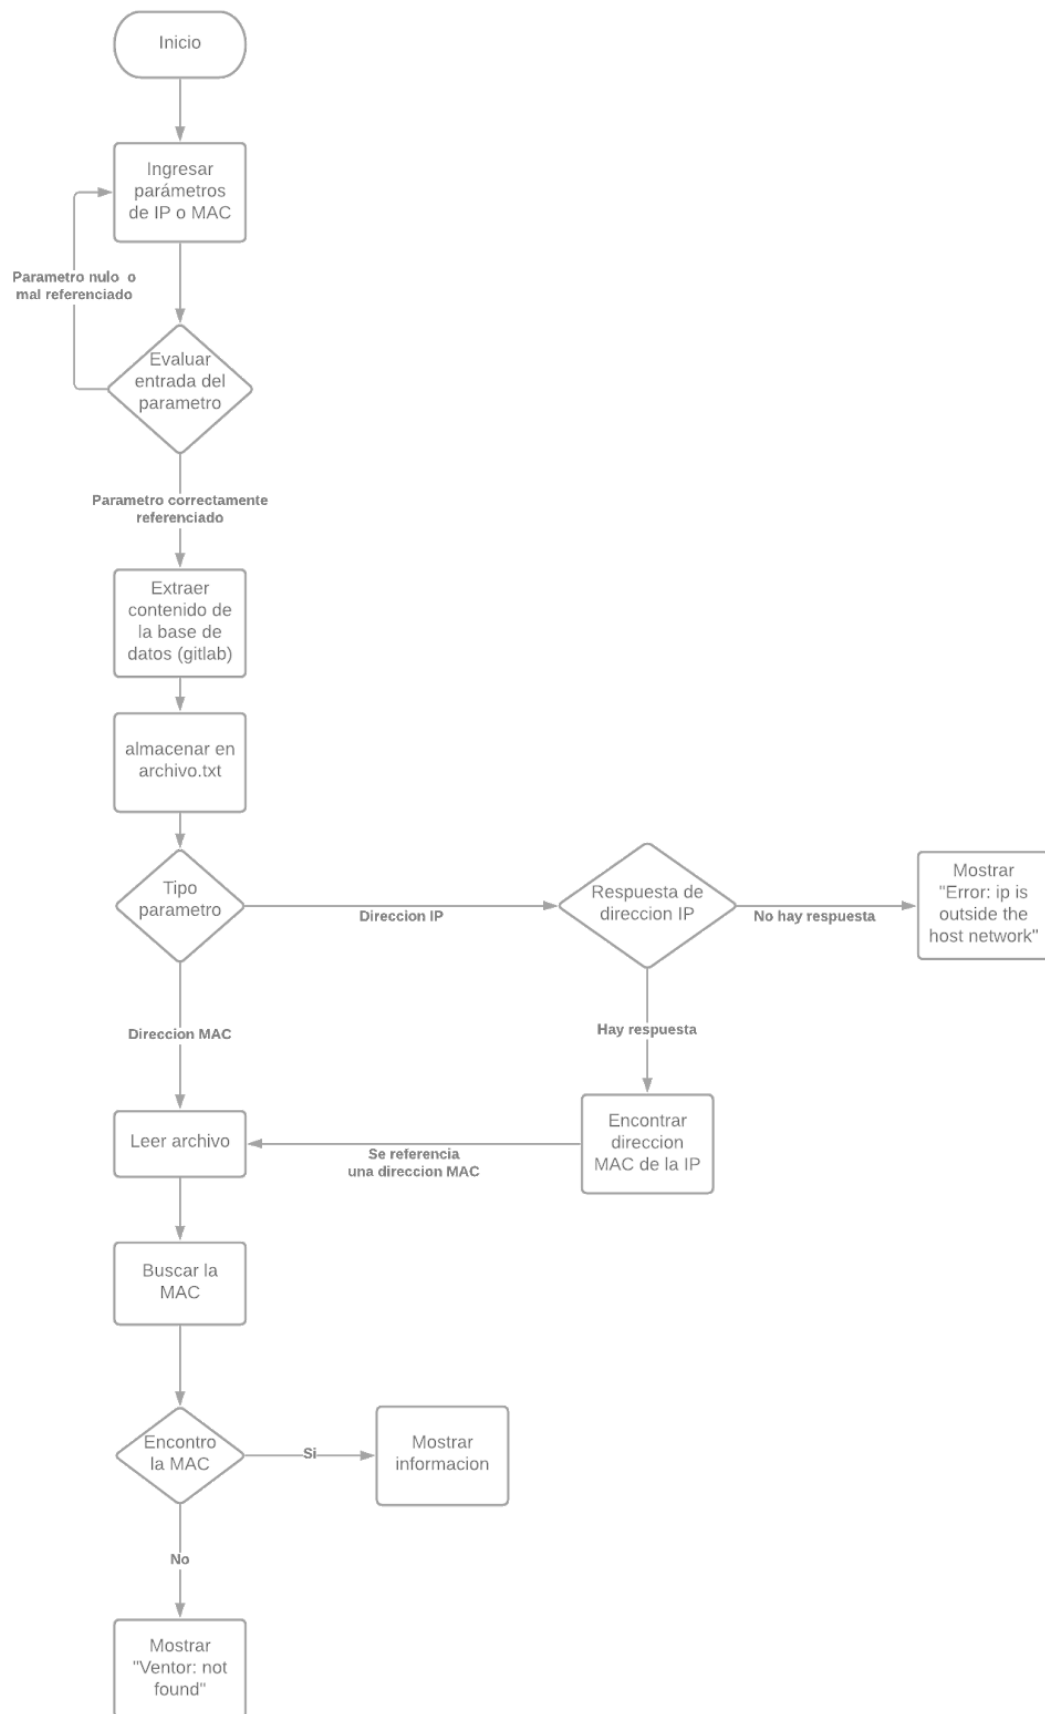 Inicio
Ingresar
parámetros
de IP o MAC
Parametro nulo o
mal referenciado
Evaluar
entrada del
parametro
Parametro correctamente
referenciado
Extraer
contenido de
la base de
datos (gitlab)
almacenar en
archivo.txt
Tipo
parametro
Direccion IP
Respuesta de
direccion IP
No hay respuesta
Mostrar
"Error: ip is
outside the
host network"
Direccion MAC
Hay respuesta
Leer archivo
Se referencia
una direccion MAC
Encontrar
direccion
MAC de la IP
Buscar la
MAC
Encontro
la MAC
Si
Mostrar
informacion
No
Mostrar
"Ventor: not
found"